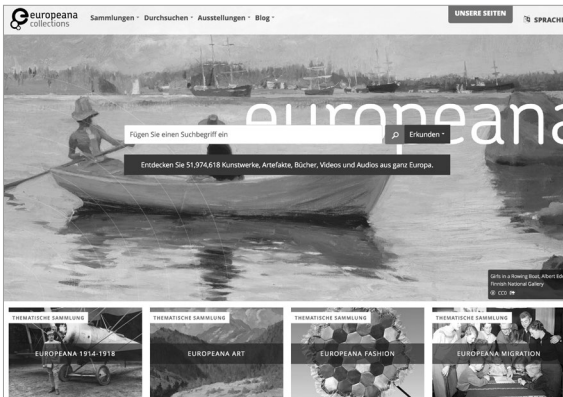 europeana
collections
Sammlungen Durchsuchen Ausstellungen Blog
UNSERE SEITEN
europeana
Fügen Sie einen Suchbegriff ein
Erkunden
Entdecken Sie 51,974,618 Kunstwerke, Artefakte, Bücher, Videos und Audios aus ganz Europa.
Girls in a Rowing Boat, Albert
Finnish National Gallery
CC0
THEMATISCHE SAMMLUNG
EUROPEANA 1914-1918
THEMATISCHE SAMMLUNG
EUROPEANA ART
THEMATISCHE SAMMLUNG
EUROPEANA FASHION
THEMATISCHE SAMMLUNG
EUROPEANA MIGRATION